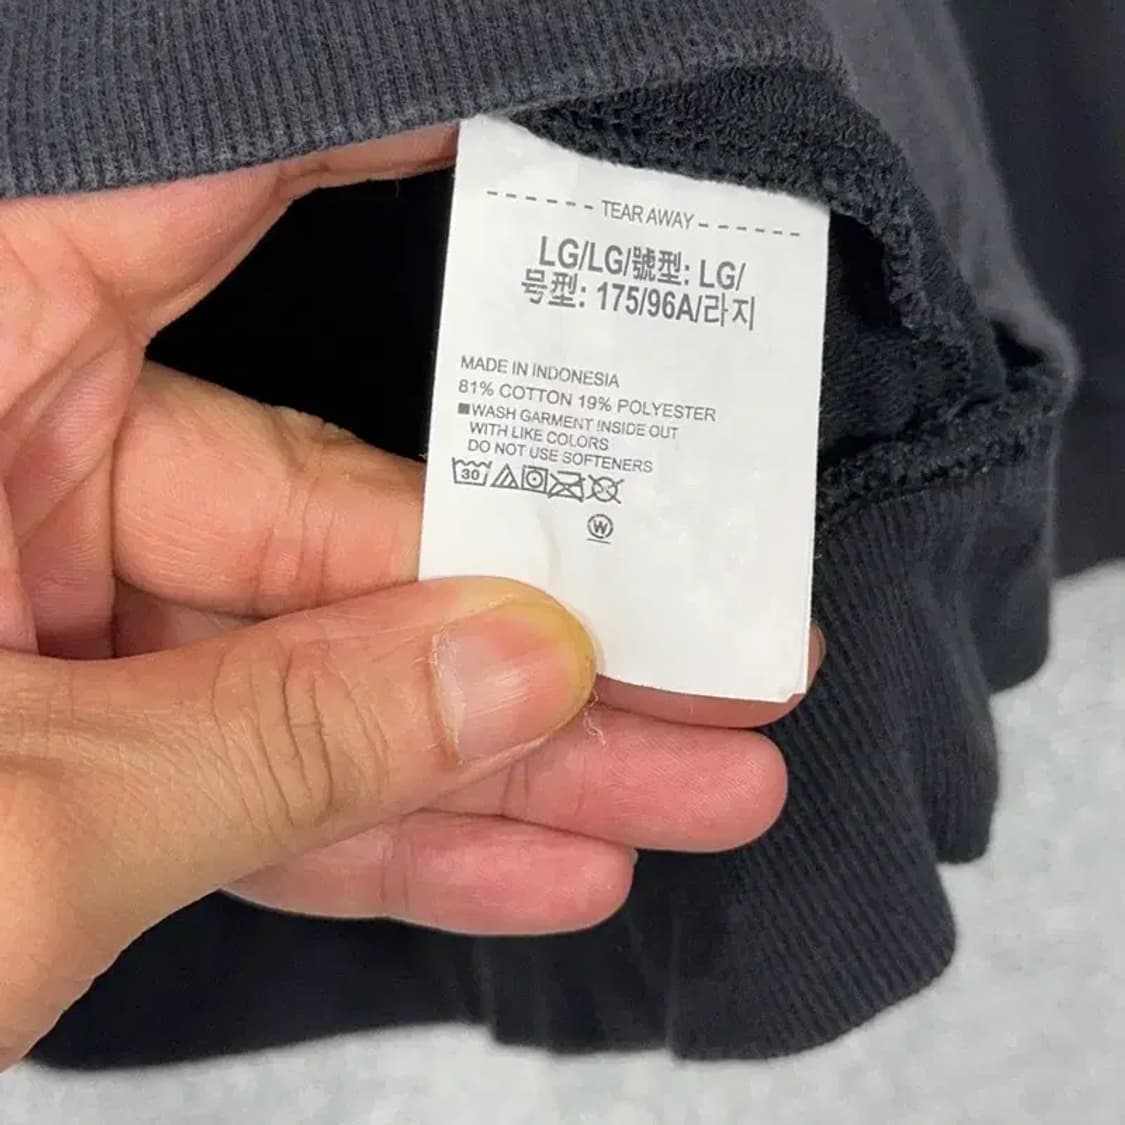 TEAR AWAY
LG/LG/號型: LG/
号型: 175/96A/라지
MADE IN INDONESIA
81% COTTON 19% POLYESTER
■WASH GARMENT INSIDE OUT
WITH LIKE COLORS
DO NOT USE SOFTENERS
30
W